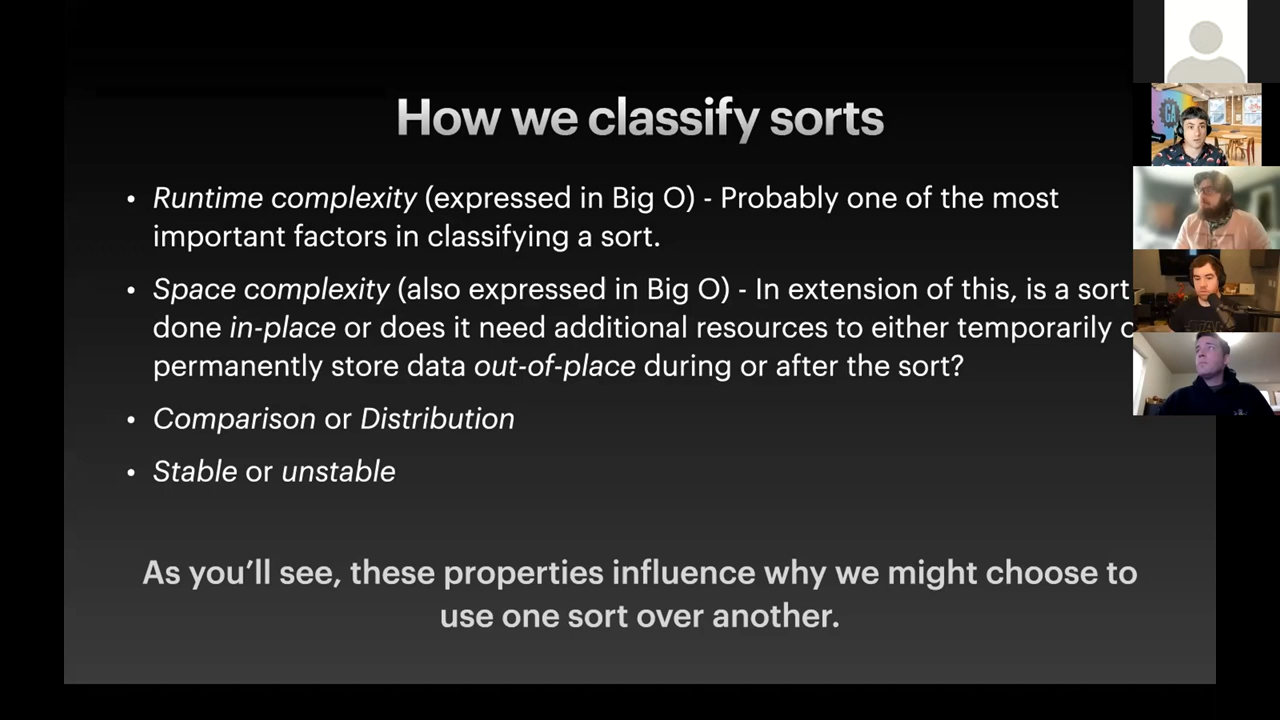 How we classify sorts
• Runtime complexity (expressed in Big O) - Probably one of the most
important factors in classifying a sort.
• Space complexity (also expressed in Big O) - In extension of this, is a sort
done in-place or does it need additional resources to either temporarily
permanently store data out-of-place during or after the sort?
• Comparison or Distribution
• Stable or unstable
As you’ll see, these properties influence why we might choose to
use one sort over another.
GA